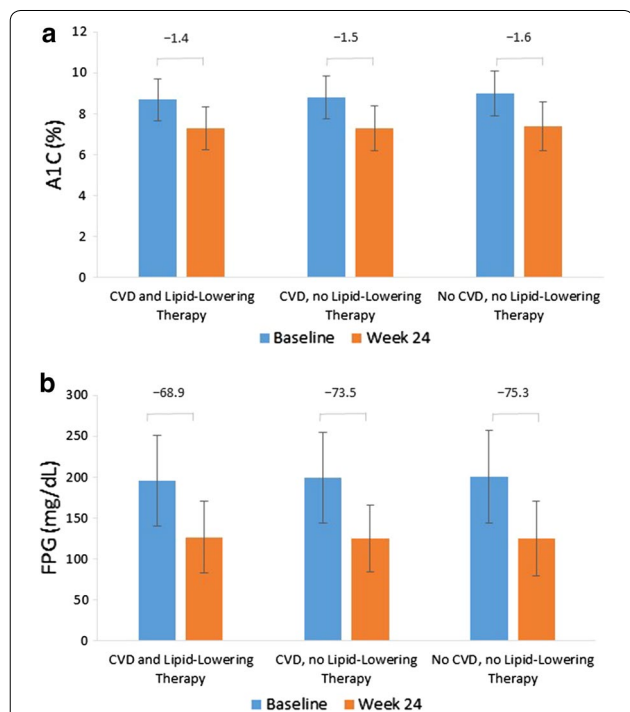 a
−1.4 −1.5 −1.6
12
10
8
6
4
2
0
A1C (%)
CVD and Lipid-Lowering Therapy
CVD, no Lipid-Lowering Therapy
No CVD, no Lipid-Lowering Therapy
Baseline Week 24
b
−68.9 −73.5 −75.3
300
250
200
150
100
50
0
FPG (mg/dL)
CVD and Lipid-Lowering Therapy
CVD, no Lipid-Lowering Therapy
No CVD, no Lipid-Lowering Therapy
Baseline Week 24